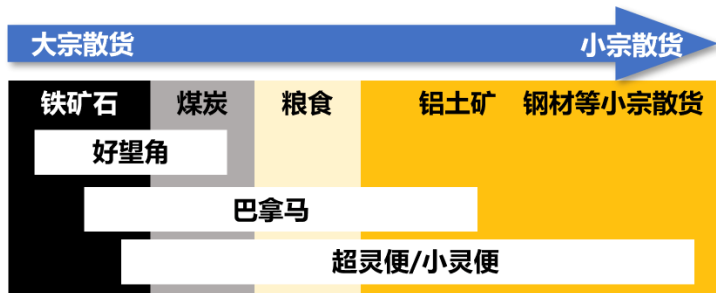 大宗散货 小宗散货
铁矿石 煤炭 粮食 铝土矿 钢材等小宗散货
好望角
巴拿马
超灵便/小灵便